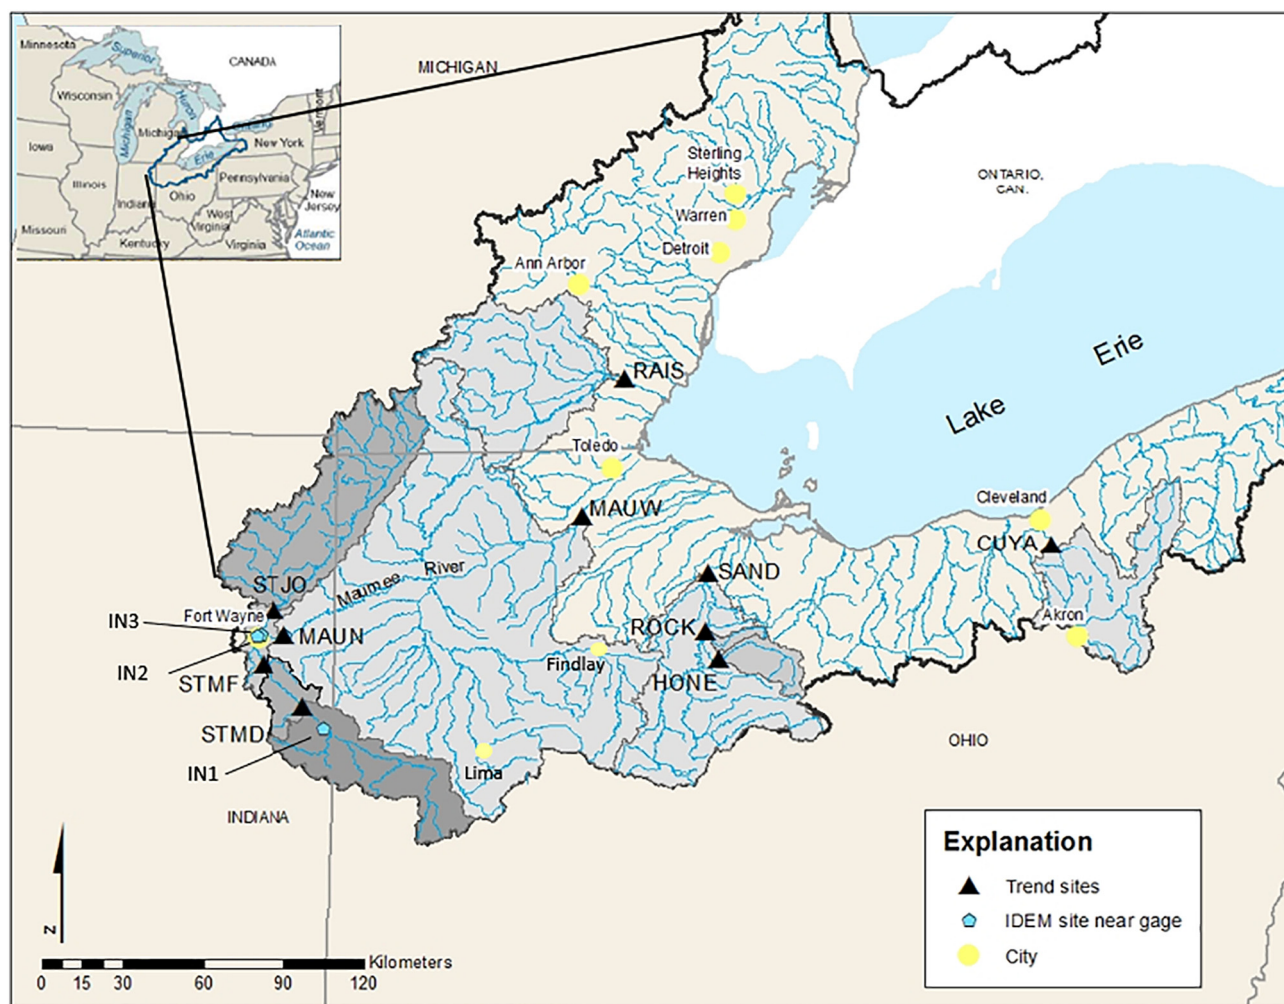 Minnesota
Superior
CANADA
Wisconsin
Michigan
Huron
Michigan
Vermont
Iowa
Erie
New York
Illinois
Indiana
Ohio
Pennsylvania
New
Jersey
West
Virginia
Missouri
Kentucky
Virginia
Atlantic
Ocean
MICHIGAN
Sterling
Heights
Warren
Detroit
Ann Arbor
ONTARIO,
CAN.
RAIS
Lake Erie
Toledo
MAUW
Cleveland
CUYA
SAND
STJO
Maumee River
Fort Wayne
IN3
MAUN
ROCK
Akron
IN2
STMF
Findlay
HONE
STMD
IN1
Lima
OHIO
INDIANA
Explanation
Trend sites
IDEM site near gage
City
N
Kilometers
0 15 30 60 90 120